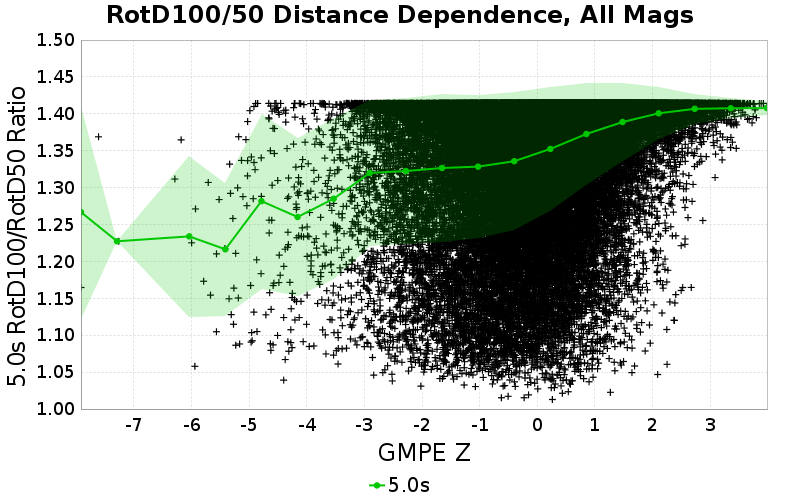 RotD100/50 Distance Dependence, All Mags
5.0s RotD100/RotD50 Ratio
1.50
1.45
1.40
1.35
1.30
1.25
1.20
1.15
1.10
1.05
1.00
-7 -6 -5 -4 -3 -2 -1 0 1 2 3
GMPE Z
5.0s